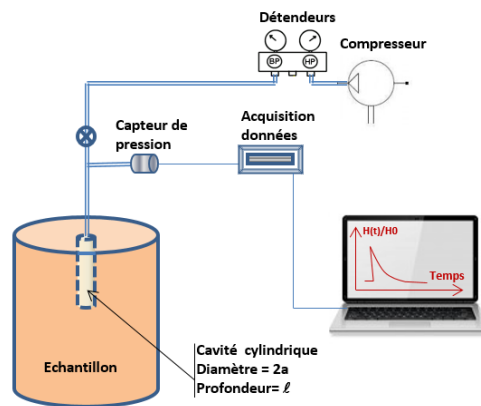 Détendeurs
Compresseur
BP
HP
Capteur de
pression
Acquisition
données
H(t)/H0
Temps
Cavité cylindrique
Diamètre = 2a
Profondeur= ℓ
Echantillon